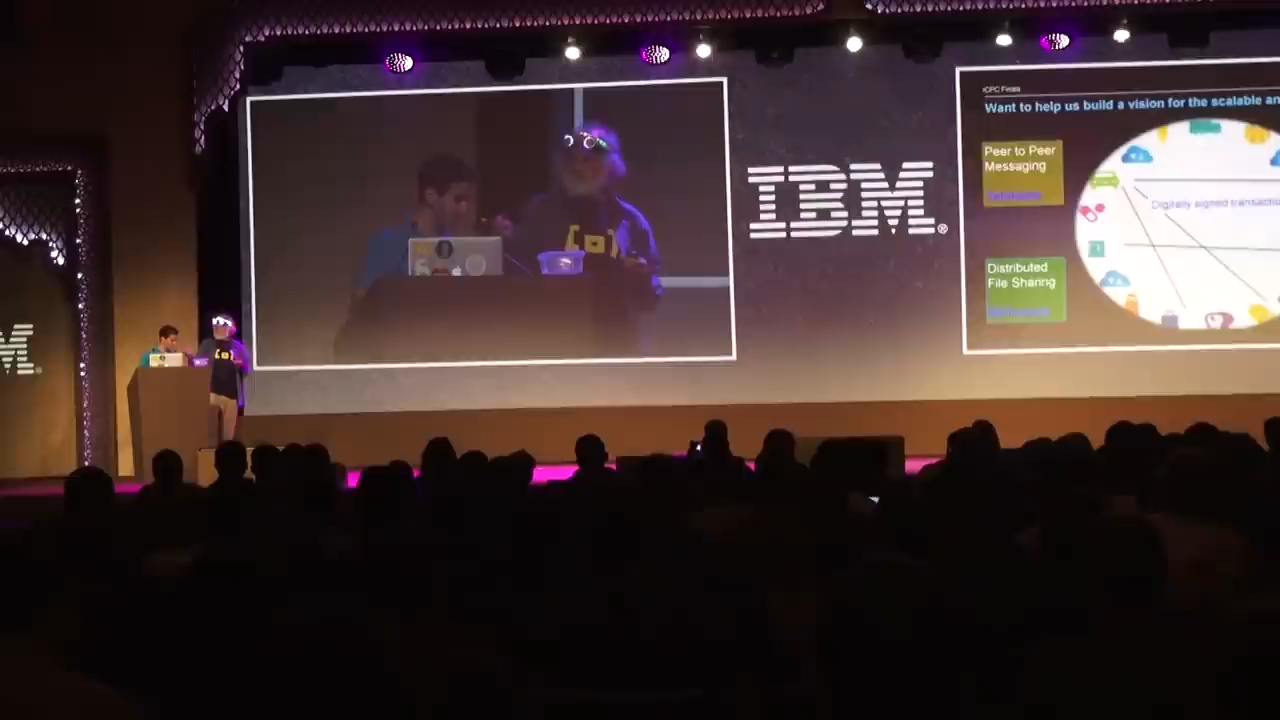 IBM®
ICPC Finals
Want to help us build a vision for the scalable an
Peer to Peer
Messaging
Digitally signed transactio
Distributed
File Sharing
M®